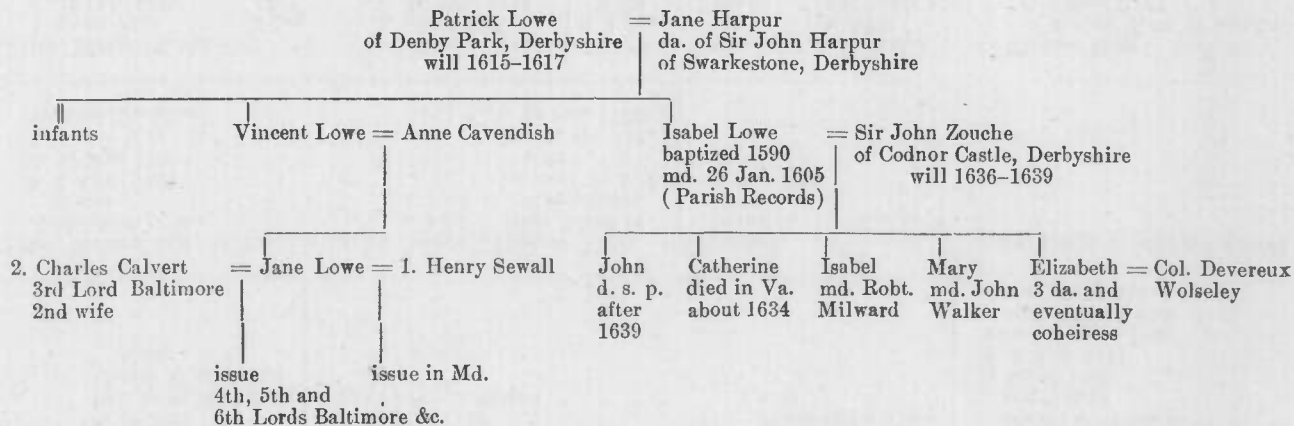 Patrick Lowe = Jane Harpur
of Denby Park, Derbyshire da. of Sir John Harpur
will 1615–1617 of Swarkestone, Derbyshire
infants Vincent Lowe = Anne Cavendish Isabel Lowe = Sir John Zouche
baptized 1590 of Codnor Castle, Derbyshire
md. 26 Jan. 1605 will 1636–1639
( Parish Records)
2. Charles Calvert = Jane Lowe = 1. Henry Sewall John Catherine Isabel Mary Elizabeth = Col. Devereux
3rd Lord Baltimore d. s. p. died in Va. md. Robt. md. John 3 da. and Wolseley
2nd wife after about 1634 Milward Walker eventually
1639 coheiress
issue issue in Md.
4th, 5th and
6th Lords Baltimore &c.